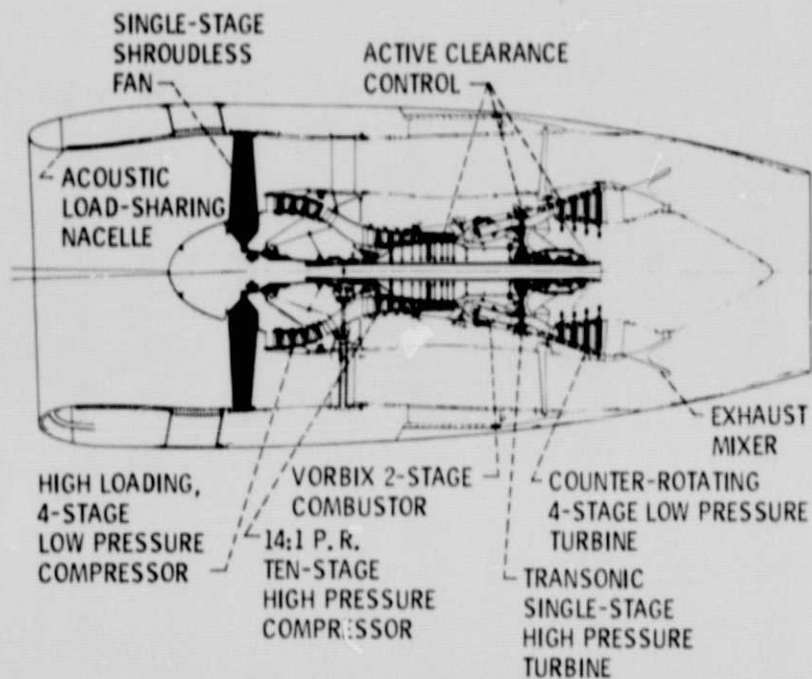 SINGLE-STAGE
SHROUDLESS
FAN
ACTIVE CLEARANCE
CONTROL
ACOUSTIC
LOAD-SHARING
NACELLE
EXHAUST
MIXER
HIGH LOADING,
4-STAGE
LOW PRESSURE
COMPRESSOR
14:1 P. R.
TEN-STAGE
HIGH PRESSURE
COMPRESSOR
VORBIX 2-STAGE
COMBUSTOR
COUNTER-ROTATING
4-STAGE LOW PRESSURE
TURBINE
TRANSONIC
SINGLE-STAGE
HIGH PRESSURE
TURBINE